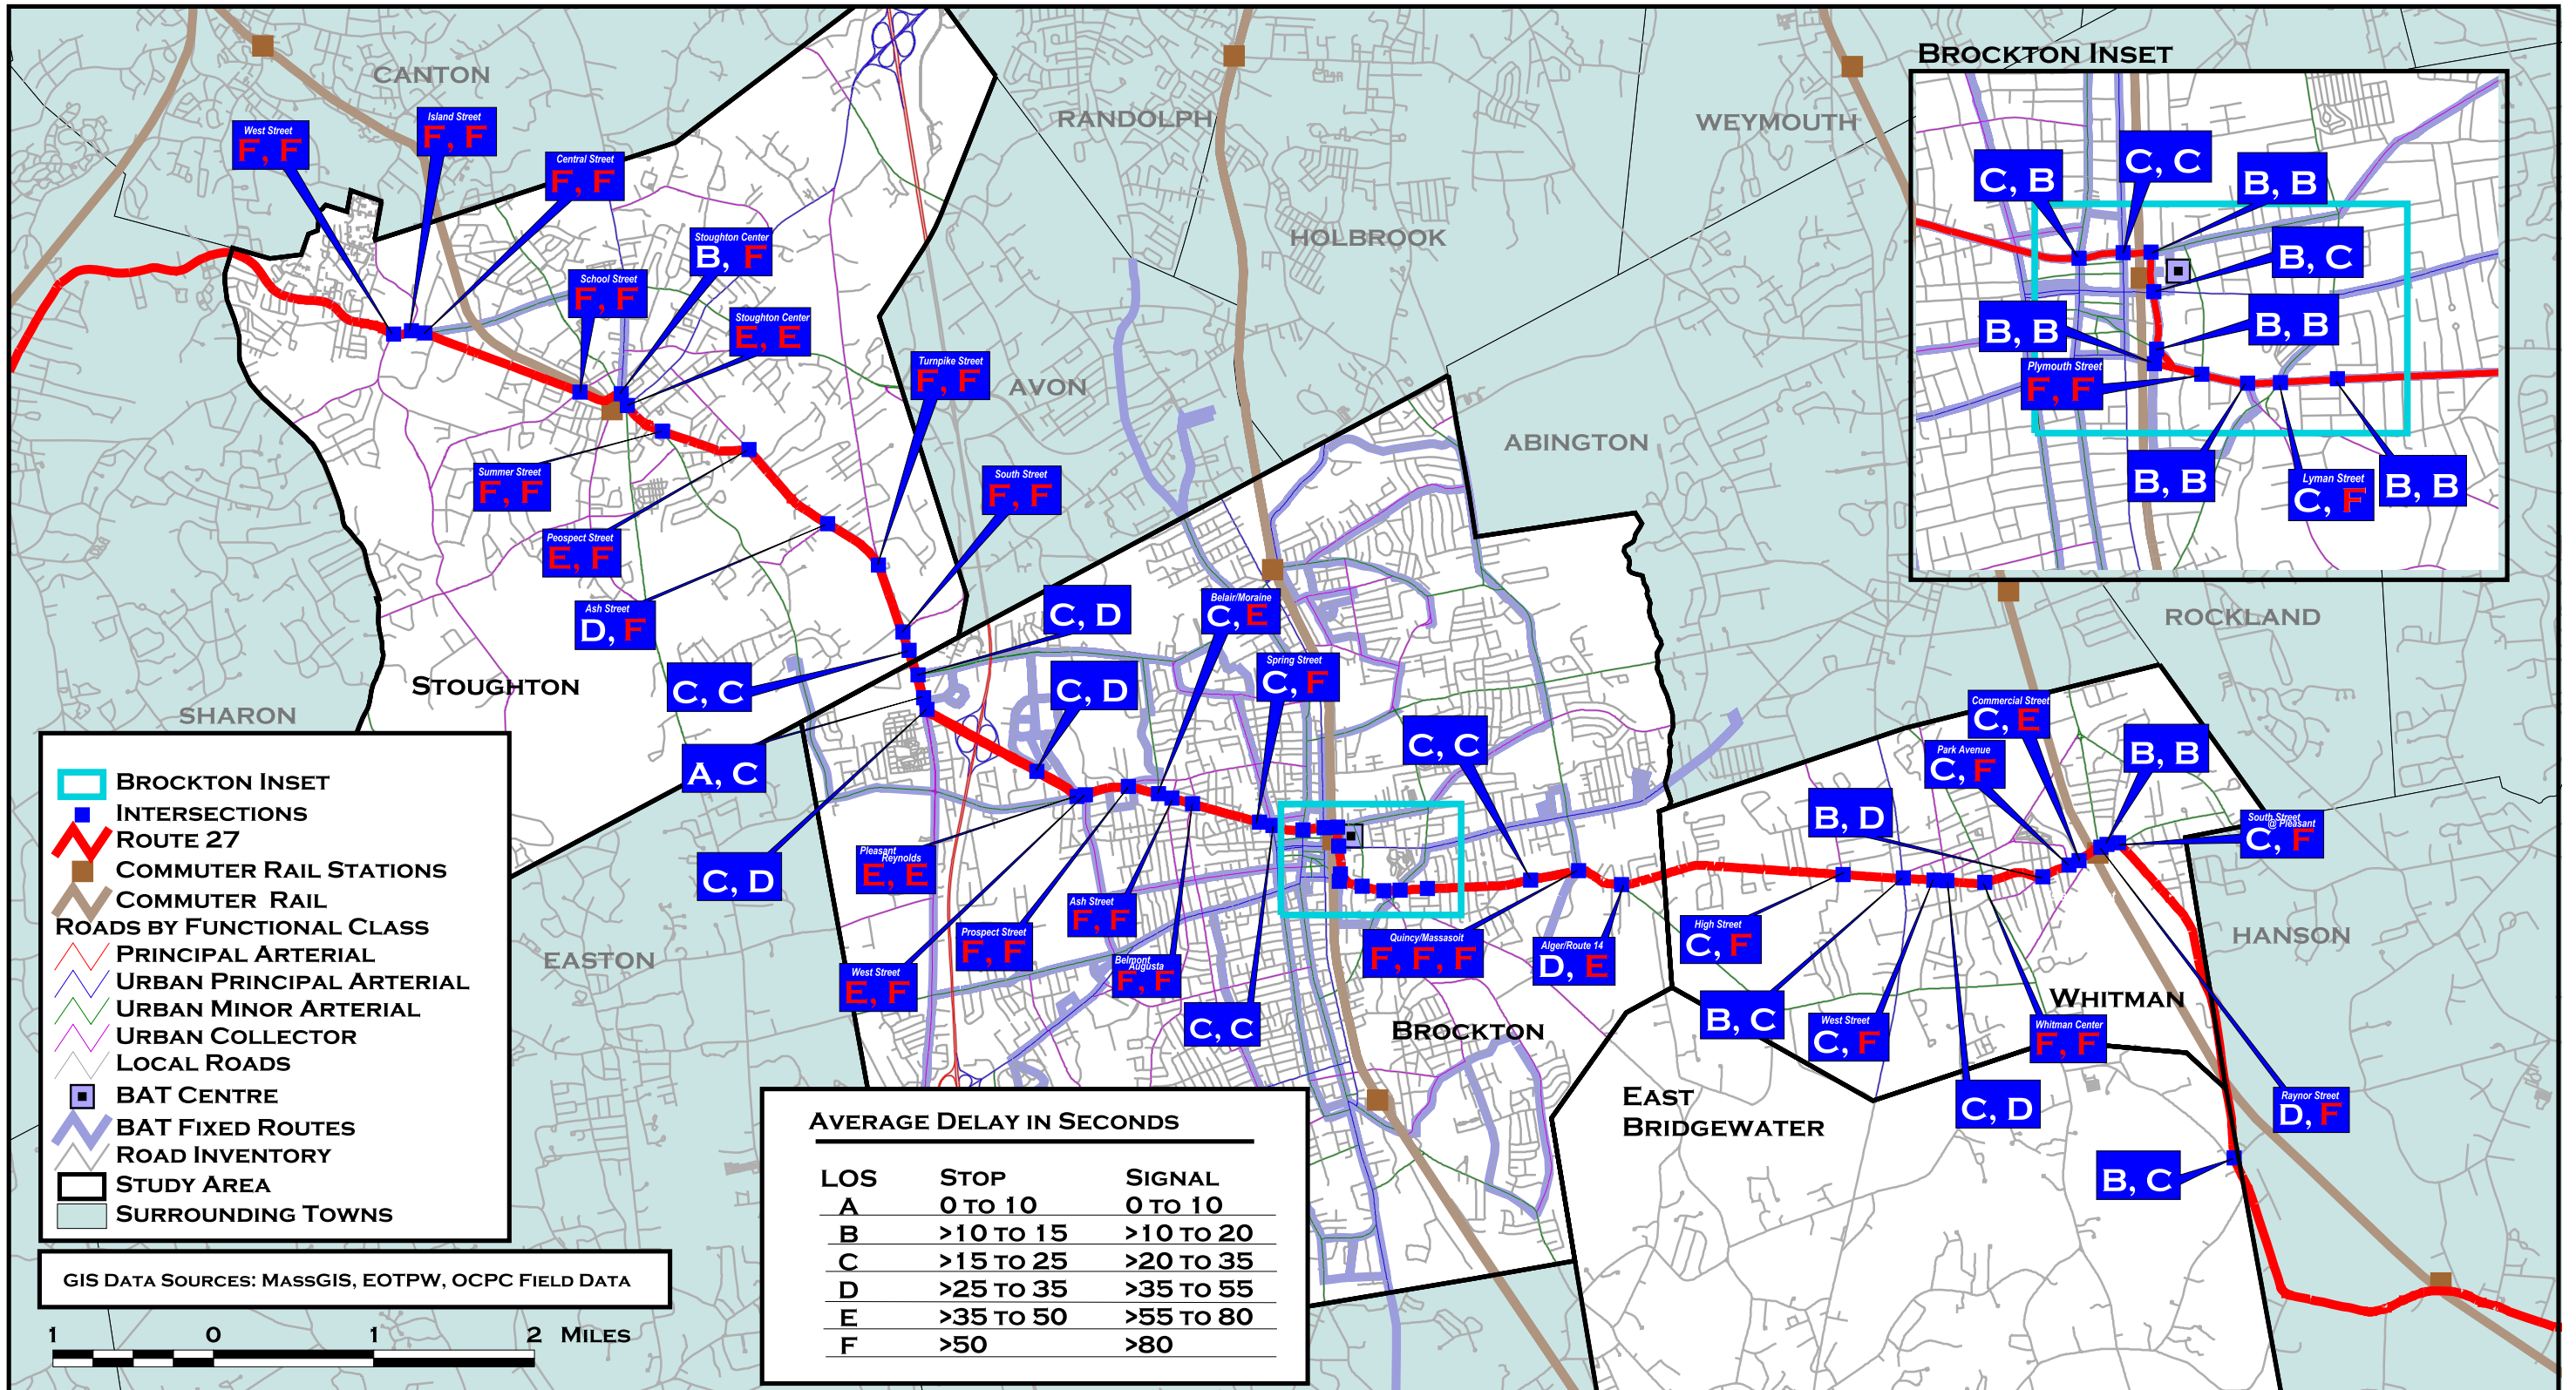 BROCKTON INSET
CANTON
RANDOLPH
WEYMOUTH
HOLBROOK
AVON
ABINGTON
ROCKLAND
SHARON
EASTON
HANSON
STOUGHTON
BROCKTON
WHITMAN
EAST
BRIDGEWATER
West Street
F, F
Island Street
F, F
Central Street
F, F
Stoughton Center
B, F
School Street
F, F
Stoughton Center
E, E
Turnpike Street
F, F
Summer Street
F, F
South Street
F, F
Peospect Street
E, F
Ash Street
D, F
C, C
C, D
A, C
C, D
C, D
Belair/Moraine
C, E
Spring Street
C, F
C, C
Pleasant
Reynolds
E, E
West Street
E, F
Prospect Street
F, F
Ash Street
F, F
Belmont
Augusta
F, F
C, C
Quincy/Massasoit
F, F, F
Alger/Route 14
D, E
High Street
C, F
B, C
West Street
C, F
B, D
Park Avenue
C, F
Commercial Street
C, E
B, B
South Street
@ Pleasant
C, F
Whitman Center
F, F
C, D
Raynor Street
D, F
B, C
C, B
C, C
B, B
B, C
B, B
B, B
Plymouth Street
F, F
B, B
Lyman Street
C, F
B, B
BROCKTON INSET
INTERSECTIONS
ROUTE 27
COMMUTER RAIL STATIONS
COMMUTER RAIL
ROADS BY FUNCTIONAL CLASS
PRINCIPAL ARTERIAL
URBAN PRINCIPAL ARTERIAL
URBAN MINOR ARTERIAL
URBAN COLLECTOR
LOCAL ROADS
BAT CENTRE
BAT FIXED ROUTES
ROAD INVENTORY
STUDY AREA
SURROUNDING TOWNS
GIS DATA SOURCES: MASSGIS, EOTPW, OCPC FIELD DATA
1 0 1 2 MILES
AVERAGE DELAY IN SECONDS
LOS STOP SIGNAL
A 0 TO 10 0 TO 10
B >10 TO 15 >10 TO 20
C >15 TO 25 >20 TO 35
D >25 TO 35 >35 TO 55
E >35 TO 50 >55 TO 80
F >50 >80